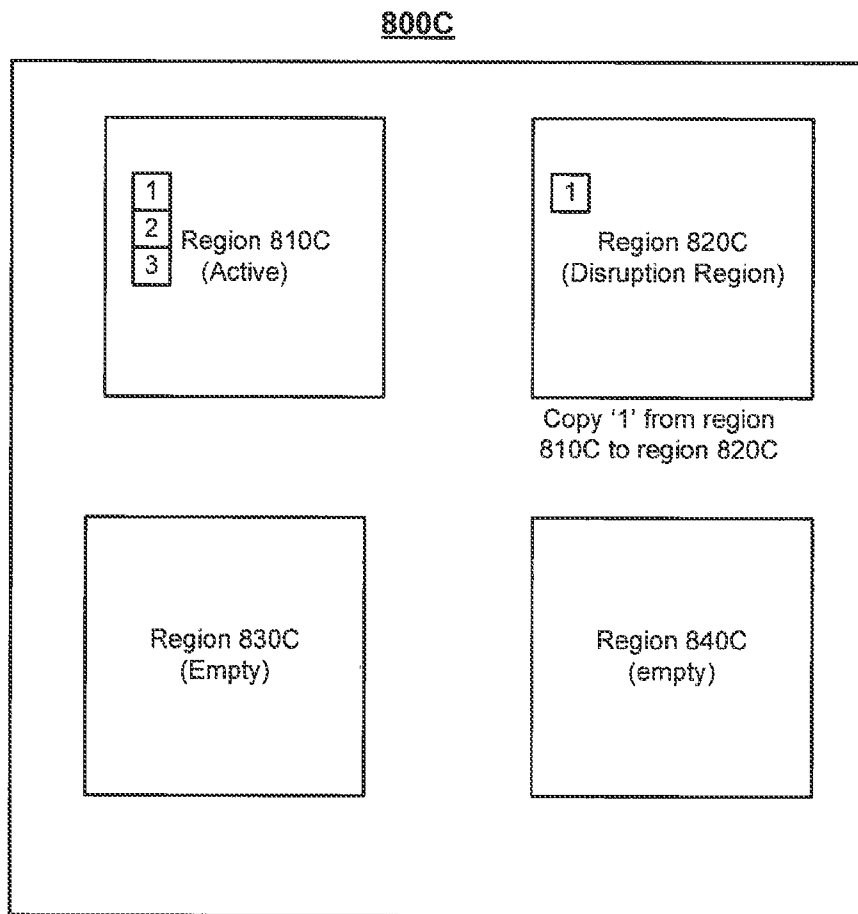 800C
1
2
3
Region 810C
(Active)
1
Region 820C
(Disruption Region)
Copy ‘1’ from region
810C to region 820C
Region 830C
(Empty)
Region 840C
(empty)